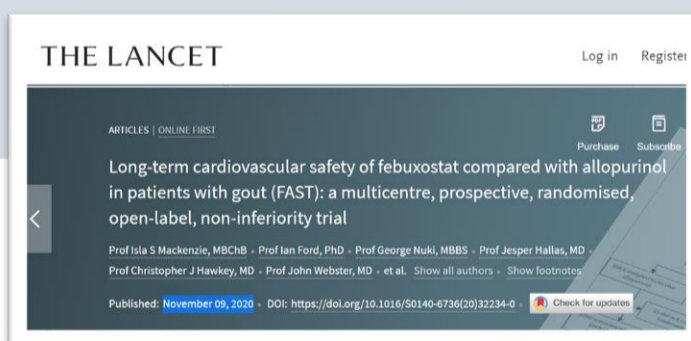 THE LANCET
Log in Register
ARTICLES | ONLINE FIRST
Purchase Subscribe
Long-term cardiovascular safety of febuxostat compared with allopurinol
in patients with gout (FAST): a multicentre, prospective, randomised,
open-label, non-inferiority trial
Prof Isla S Mackenzie, MBChB • Prof Ian Ford, PhD • Prof George Nuki, MBBS • Prof Jesper Hallas, MD •
Prof Christopher J Hawkey, MD • Prof John Webster, MD • et al. Show all authors • Show footnotes
Published: November 09, 2020 • DOI: https://doi.org/10.1016/S0140-6736(20)32234-0 • Check for updates